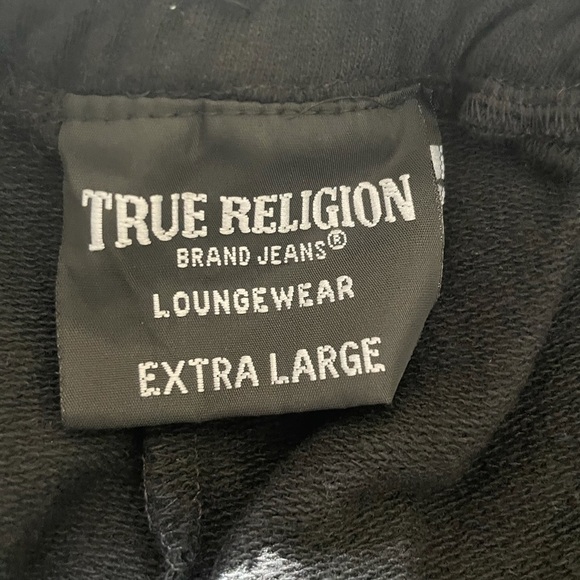 TRUE RELIGION
BRAND JEANS®
LOUNGEWEAR
EXTRA LARGE